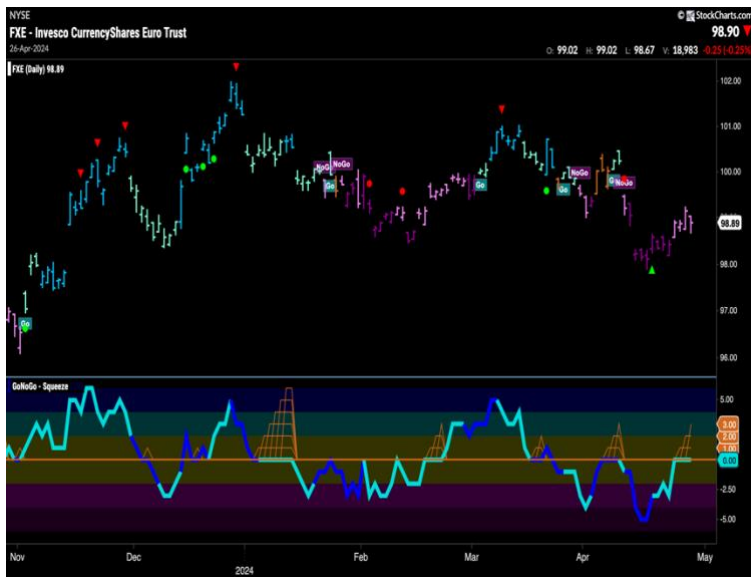 NYSE
© StockCharts.com
FXE - Invesco CurrencyShares Euro Trust
98.90
26-Apr-2024
O: 99.02 H: 99.02 L: 98.67 V: 18,983 -0.25 (-0.25%)
FXE (Daily) 98.89
102.00
101.00
NoGo
NoGo
100.00
NoGo
Go
Go
Go
NoGo
98.89
98.00
97.00
Go
96.00
GoNoGo - Squeeze
5.00
3.00
2.00
1.00
0.00
-2.50
-5.00
Nov
Dec
2024
Feb
Mar
Apr
May